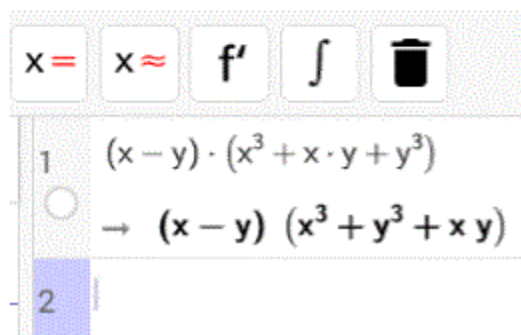 x= x≈ f′ ∫
1 (x − y) · (x³ + x · y + y³)
→ (x − y) (x³ + y³ + x y)
2